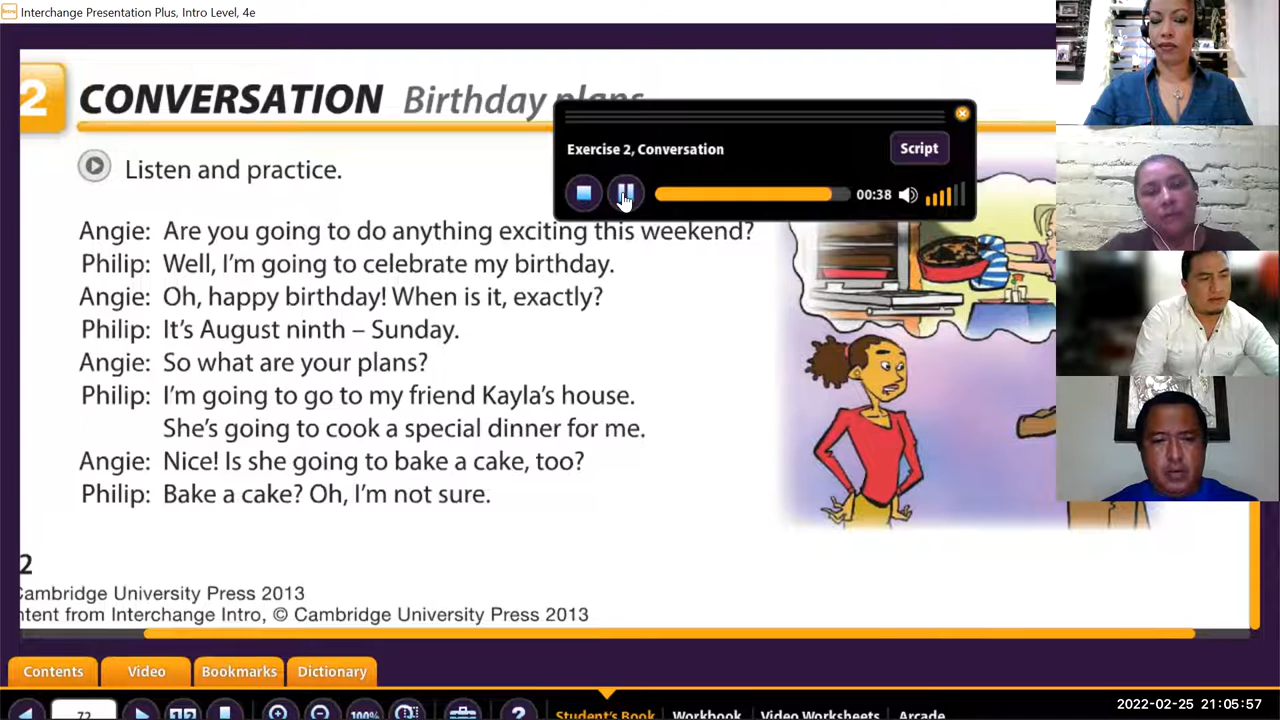 Interchange Presentation Plus, Intro Level, 4e
2 CONVERSATION Birthday plans
Exercise 2, Conversation
Script
00:38
Listen and practice.
Angie: Are you going to do anything exciting this weekend?
Philip: Well, I'm going to celebrate my birthday.
Angie: Oh, happy birthday! When is it, exactly?
Philip: It's August ninth – Sunday.
Angie: So what are your plans?
Philip: I'm going to go to my friend Kayla's house.
She's going to cook a special dinner for me.
Angie: Nice! Is she going to bake a cake, too?
Philip: Bake a cake? Oh, I'm not sure.
2
Cambridge University Press 2013
ntent from Interchange Intro, © Cambridge University Press 2013
Contents Video Bookmarks Dictionary
72 100% ? Student's Book Workbook Video Worksheets Arcade
2022-02-25 21:05:57